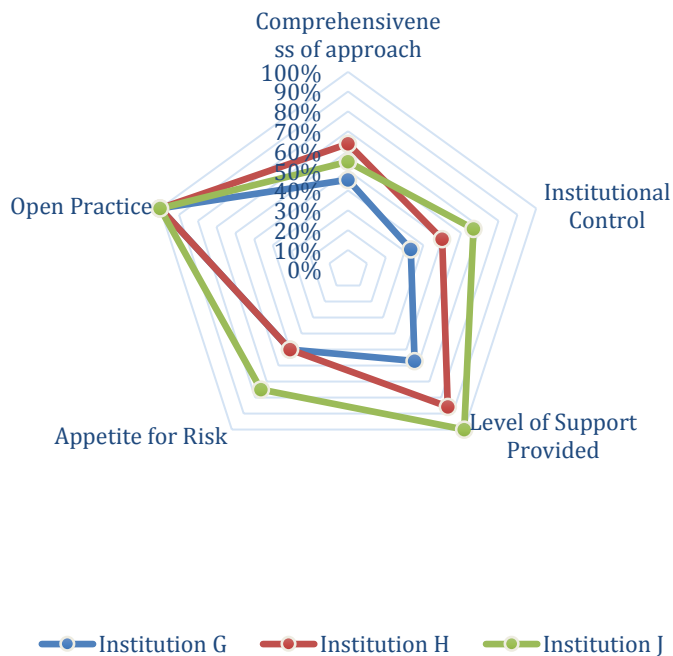 Comprehensivene
ss of approach
100%
90%
80%
70%
60%
50%
40%
30%
20%
10%
0%
Institutional
Control
Open Practice
Level of Support
Provided
Appetite for Risk
Institution G
Institution H
Institution J